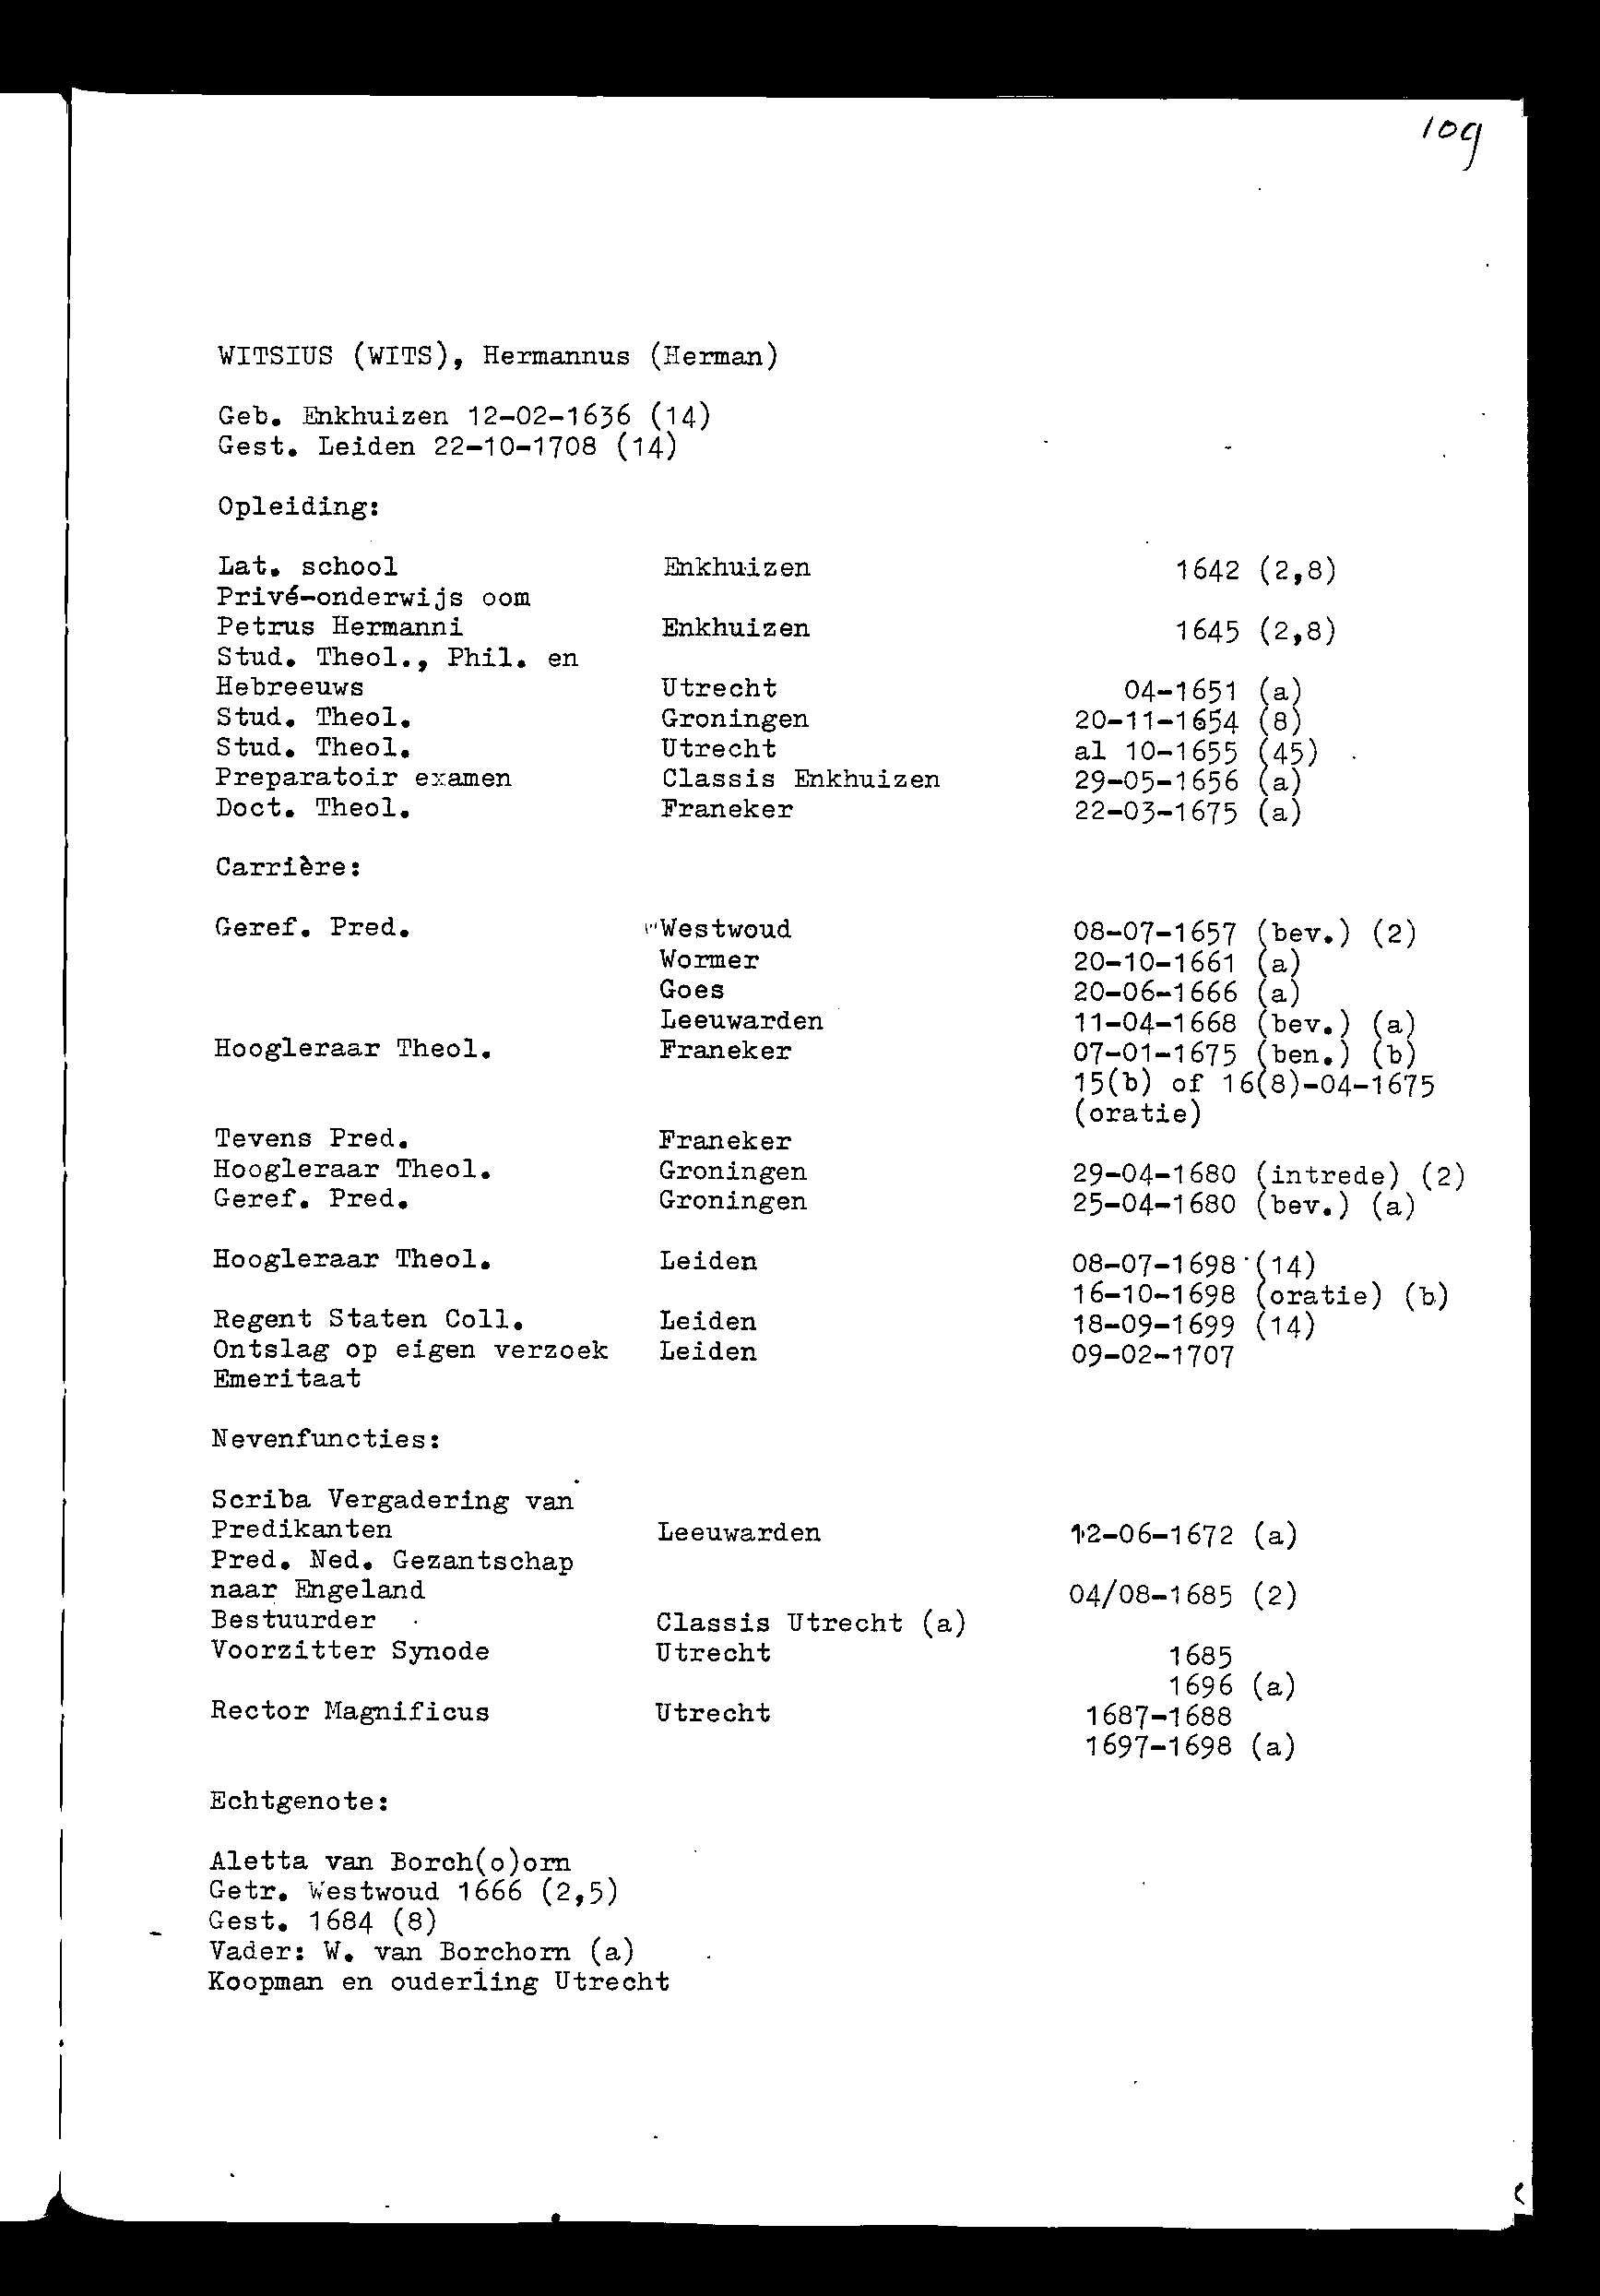 109
WITSIUS (WITS), Hermannus (Herman)
Geb. Enkhuizen 12-02-1636 (14)
Gest. Leiden 22-10-1708 (14)
Opleiding:
Lat. school Enkhuizen 1642 (2,8)
Privé-onderwijs oom
Petrus Hermanni Enkhuizen 1645 (2,8)
Stud. Theol., Phil. en
Hebreeuws Utrecht 04-1651 (a)
Stud. Theol. Groningen 20-11-1654 (8)
Stud. Theol. Utrecht al 10-1655 (45)
Preparatoir examen Classis Enkhuizen 29-05-1656 (a)
Doct. Theol. Franeker 22-03-1675 (a)
Carrière:
Geref. Pred. Westwoud 08-07-1657 (bev.) (2)
Wormer 20-10-1661 (a)
Goes 20-06-1666 (a)
Leeuwarden 11-04-1668 (bev.) (a)
Hoogleraar Theol. Franeker 07-01-1675 (ben.) (b)
15(b) of 16(8)-04-1675
(oratie)
Tevens Pred. Franeker
Hoogleraar Theol. Groningen 29-04-1680 (intrede) (2)
Geref. Pred. Groningen 25-04-1680 (bev.) (a)
Hoogleraar Theol. Leiden 08-07-1698 (14)
16-10-1698 (oratie) (b)
Regent Staten Coll. Leiden 18-09-1699 (14)
Ontslag op eigen verzoek Leiden 09-02-1707
Emeritaat
Nevenfuncties:
Scriba Vergadering van
Predikanten Leeuwarden 12-06-1672 (a)
Pred. Ned. Gezantschap
naar Engeland 04/08-1685 (2)
Bestuurder Classis Utrecht (a)
Voorzitter Synode Utrecht 1685
1696 (a)
Rector Magnificus Utrecht 1687-1688
1697-1698 (a)
Echtgenote:
Aletta van Borch(o)orn
Getr. Westwoud 1666 (2,5)
Gest. 1684 (8)
Vader: W. van Borchorn (a)
Koopman en ouderling Utrecht